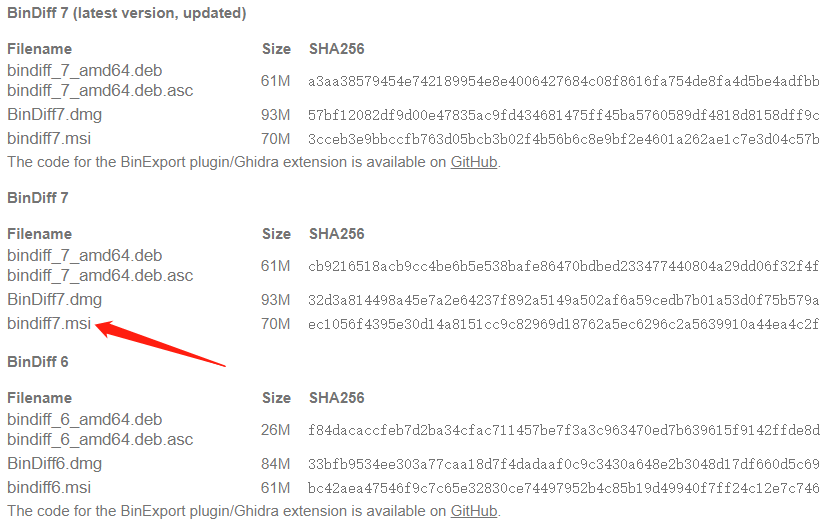 BinDiff 7 (latest version, updated)
Filename Size SHA256
bindiff_7_amd64.deb
bindiff_7_amd64.deb.asc 61M a3aa38579454e742189954e8e4006427684c08f8616fa754de8fa4d5be4adfbb
BinDiff7.dmg 93M 57bf12082df9d00e47835ac9fd434681475ff45ba5760589df4818d8158dff9c
bindiff7.msi 70M 3cceb3e9bbccfb763d05bcb3b02f4b56b6c8e9bf2e4601a262ae1c7e3d04c57b
The code for the BinExport plugin/Ghidra extension is available on GitHub.
BinDiff 7
Filename Size SHA256
bindiff_7_amd64.deb
bindiff_7_amd64.deb.asc 61M cb9216518acb9cc4be6b5e538bafe86470bdbed233477440804a29dd06f32f4f
BinDiff7.dmg 93M 32d3a814498a45e7a2e64237f892a5149a502af6a59cedb7b01a53d0f75b579a
bindiff7.msi 70M ec1056f4395e30d14a8151cc9c82969d18762a5ec6296c2a5639910a44ea4c2f
BinDiff 6
Filename Size SHA256
bindiff_6_amd64.deb
bindiff_6_amd64.deb.asc 26M f84dacaccfeb7d2ba34cfac711457be7f3a3c963470ed7b639615f9142ffde8d
BinDiff6.dmg 84M 33bfb9534ee303a77caa18d7f4dadaaf0c9c3430a648e2b3048d17df660d5c69
bindiff6.msi 61M bc42aea47546f9c7c65e32830ce74497952b4c85b19d49940f7ff24c12e7c746
The code for the BinExport plugin/Ghidra extension is available on GitHub.